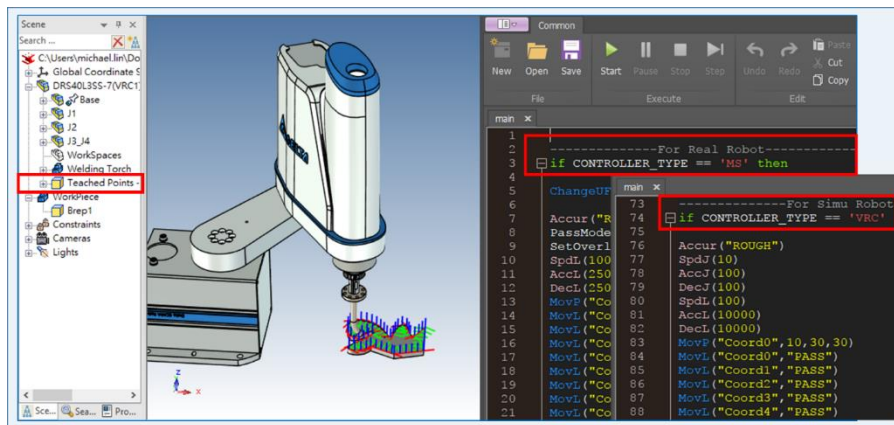 Scene
Search ...
C:\Users\michael.lin\Do
Global Coordinate S
DRS40L3SS-7(VRC1)
Base
J1
J2
J3_J4
WorkSpaces
Welding Torch
Teached Points -
WorkPiece
Brep1
Constraints
Cameras
Lights
Sce... Sea... Pro...
z
x
Common
New Open Save Start Pause Stop Step Undo Redo
Paste
Cut
Copy
File Execute Edit
main
1
2 --------------For Real Robot------------
3 if CONTROLLER_TYPE == 'MS' then
4
5 ChangeUF
6
7 Accur("R
8 PassMode
9 SetOverl
10 SpdL(100
11 AccL(250
12 DecL(250
13 MovP("Co
14 MovL("Co
15 MovL("Co
16 MovL("Co
17 MovL("Co
18 MovL("Co
19 MovL("Co
20 MovL("Co
21 MovL("Co
main
73 --------------For Simu Robot
74 if CONTROLLER_TYPE == 'VRC'
75
76 Accur("ROUGH")
77 SpdJ(10)
78 AccJ(100)
79 DecJ(100)
80 SpdL(100)
81 AccL(10000)
82 DecL(10000)
83 MovP("Coord0",10,30,30)
84 MovL("Coord0","PASS")
85 MovL("Coord1","PASS")
86 MovL("Coord2","PASS")
87 MovL("Coord3","PASS")
88 MovL("Coord4","PASS")